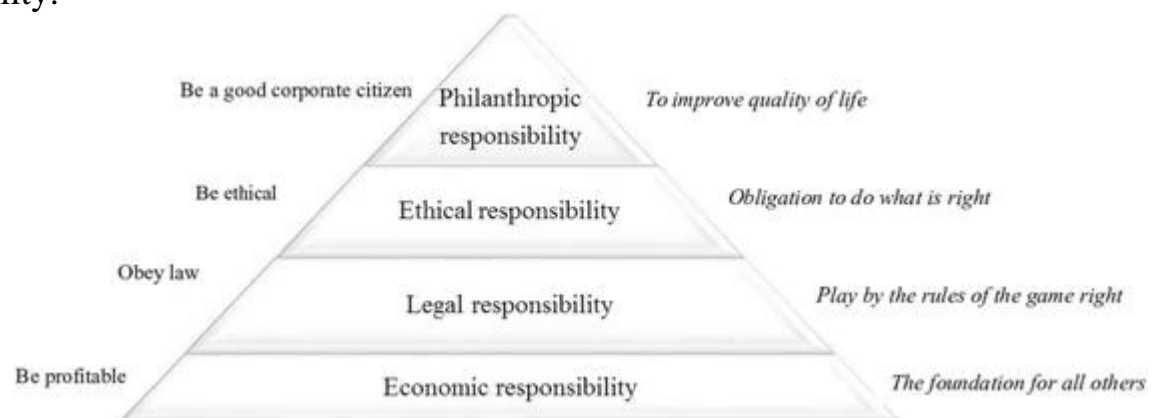 ility.
Be a good corporate citizen
Philanthropic
responsibility
To improve quality of life
Be ethical
Ethical responsibility
Obligation to do what is right
Obey law
Legal responsibility
Play by the rules of the game right
Be profitable
Economic responsibility
The foundation for all others